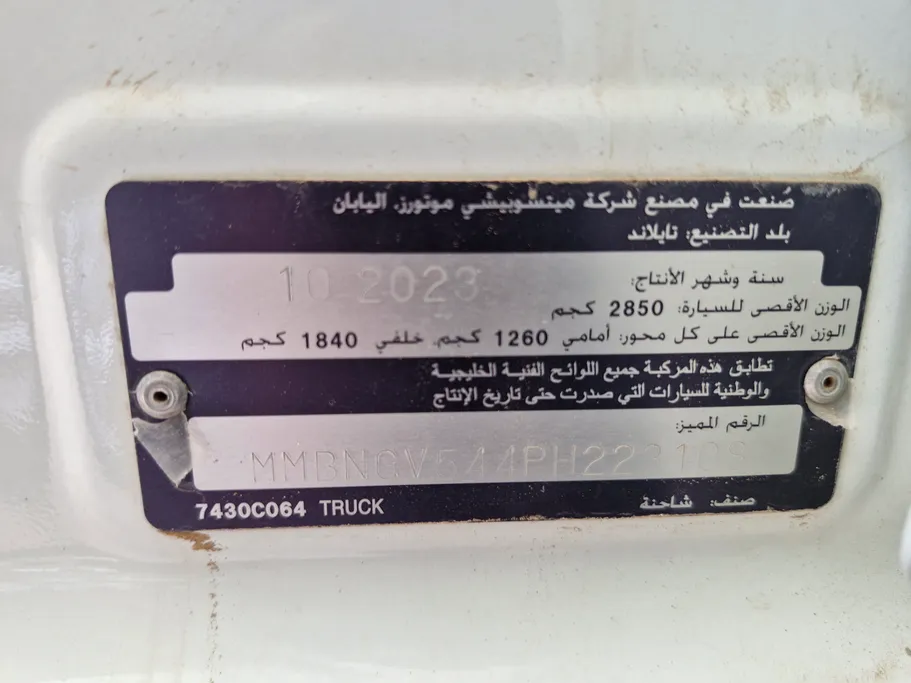 صُنعت في مصنع شركة ميتسوبيشي موتورز. اليابان
بلد التصنيع: تايلاند
سنة وشهر الأنتاج: 10 2023
الوزن الأقصى للسيارة: 2850 كجم
الوزن الأقصى على كل محور: أمامي 1260 كجم. خلفي 1840 كجم
تطابق هذه المركبة جميع اللوائح الفنية الخليجية
والوطنية للسيارات التي صدرت حتى تاريخ الإنتاج
الرقم المميز:
صنف: شاحنة
7430C064 TRUCK